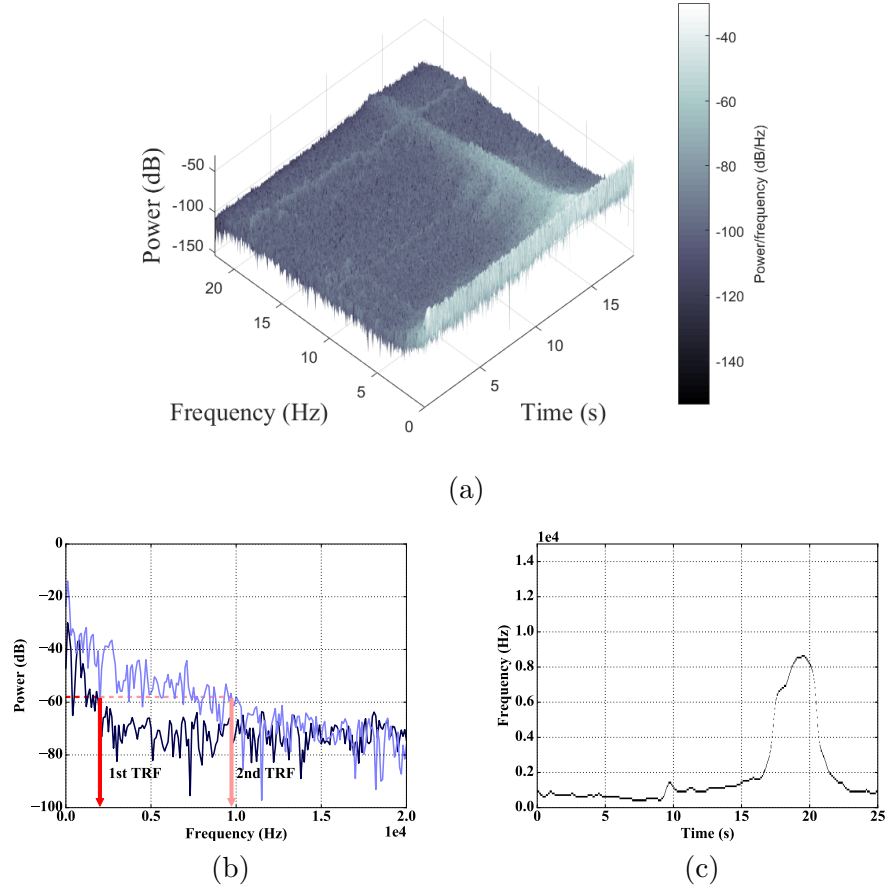 -50
-100
-150
Power (dB)
20
15
10
5
0
Frequency (Hz)
5
10
15
Time (s)
-40
-60
-80
-100
-120
-140
Power/frequency (dB/Hz)
(a)
0
−20
−40
−60
−80
−100
Power (dB)
1st TRF
2nd TRF
0.0 0.5 1.0 1.5 2.0
1e4
Frequency (Hz)
(b)
1e4
1.4
1.2
1.0
0.8
0.6
0.4
0.2
0.0
Frequency (Hz)
0 5 10 15 20 25
Time (s)
(c)